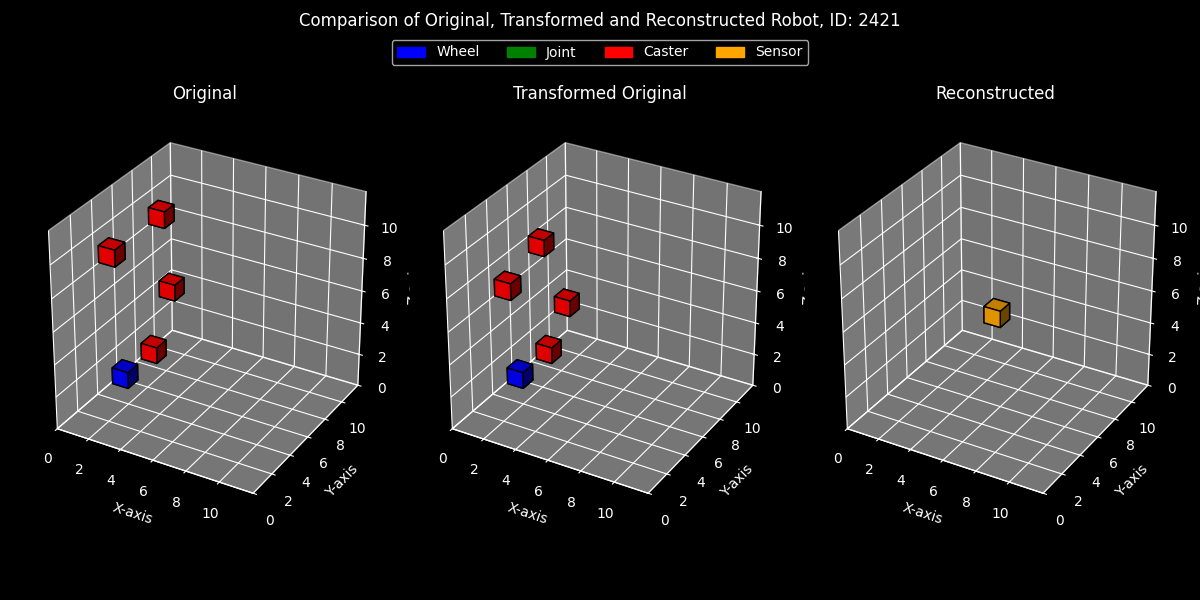 Comparison of Original, Transformed and Reconstructed Robot, ID: 2421
Wheel Joint Caster Sensor
Original
0 2 4 6 8 10
X-axis
0 2 4 6 8 10
Y-axis
0 2 4 6 8 10
Transformed Original
0 2 4 6 8 10
X-axis
0 2 4 6 8 10
Y-axis
0 2 4 6 8 10
Reconstructed
0 2 4 6 8 10
X-axis
0 2 4 6 8 10
Y-axis
0 2 4 6 8 10